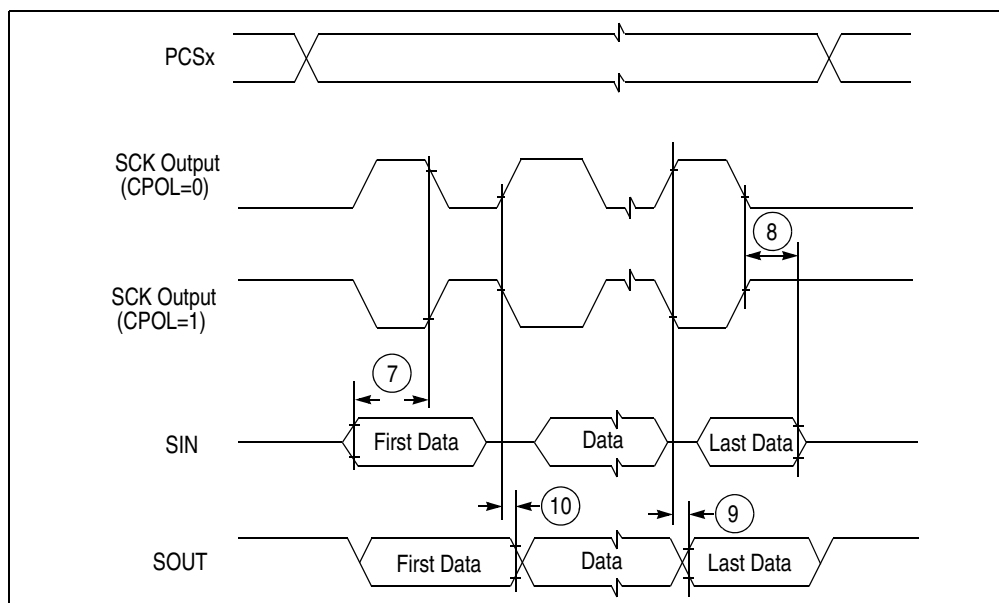 PCSx
SCK Output
(CPOL=0)
8
SCK Output
(CPOL=1)
7
SIN
First Data
Data
Last Data
10
9
SOUT
First Data
Data
Last Data